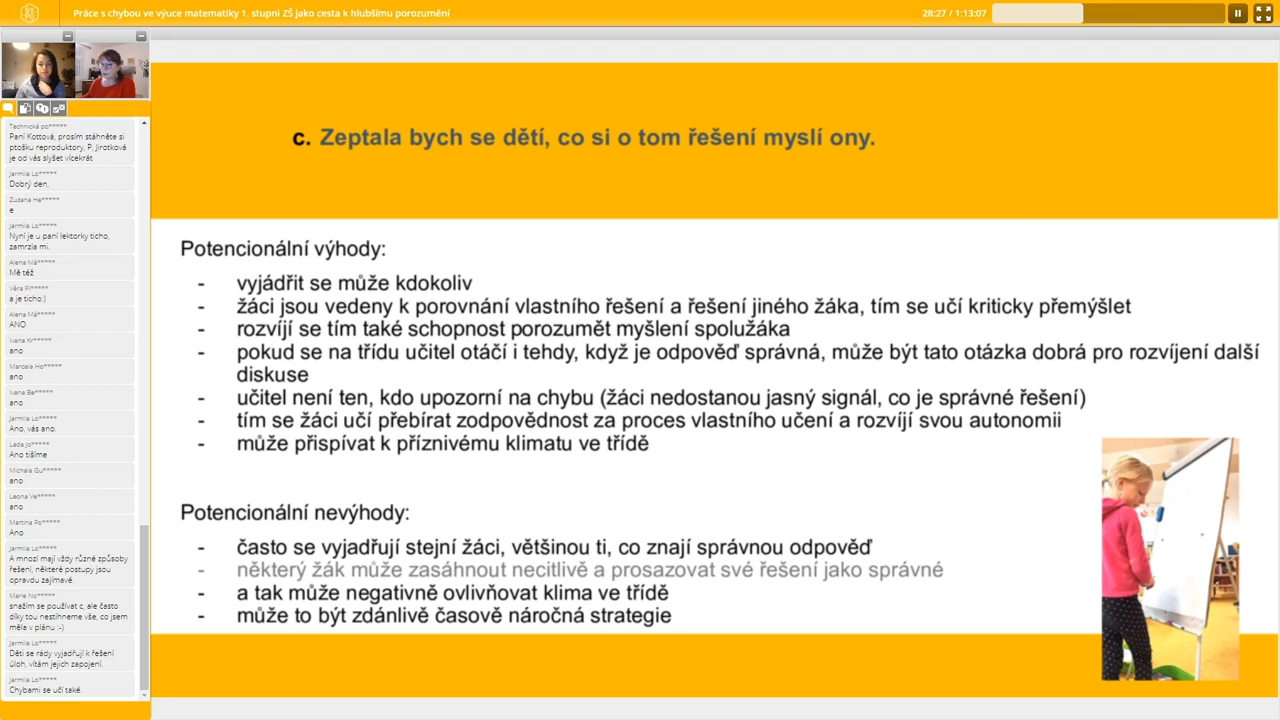 Práce s chybou ve výuce matematiky 1. stupni ZŠ jako cesta k hlubšímu porozumění
28:27 / 1:13:07
Technická po*****
Paní Kottová, prosím stáhněte si
ptošku reproduktory, P, Jirotková
je od vás slyšet vícekrát
Jarmila Lo*****
Dobrý den,
Zuzana He*****
e
Jarmila Lo*****
Nyní je u paní lektorky ticho,
zamrzla mi.
Alena Má*****
Mě též
Věra Pi*****
a je ticho:)
Alena Má*****
ANO
Ivana Kr*****
ano
Marcela Ho*****
ano
Ivana Be*****
ano
Jarmila Lo*****
Ano, vás ano.
Lada Jo*****
Ano tišíme
Michala Gu*****
ano
Leona Ve*****
ano
Martina Po*****
Ano
Jarmila Lo*****
A mnozí mají vždy různé způsoby
řešení, některé postupy jsou
opravdu zajímavé.
Marie No*****
snažím se používat c, ale často
díky tou nestíhneme vše, co jsem
měla v plánu :-)
Jarmila Lo*****
Děti se rády vyjadřují k řešení
úloh, vítám jejich zapojení.
Jarmila Lo*****
Chybami se učí také.
c. Zeptala bych se dětí, co si o tom řešení myslí ony.
Potencionální výhody:
- vyjádřit se může kdokoliv
- žáci jsou vedeny k porovnání vlastního řešení a řešení jiného žáka, tím se učí kriticky přemýšlet
- rozvíjí se tím také schopnost porozumět myšlení spolužáka
- pokud se na třídu učitel otáčí i tehdy, když je odpověď správná, může být tato otázka dobrá pro rozvíjení další
diskuse
- učitel není ten, kdo upozorní na chybu (žáci nedostanou jasný signál, co je správné řešení)
- tím se žáci učí přebírat zodpovědnost za proces vlastního učení a rozvíjí svou autonomii
- může přispívat k příznivému klimatu ve třídě
Potencionální nevýhody:
- často se vyjadřují stejní žáci, většinou ti, co znají správnou odpověď
- některý žák může zasáhnout necitlivě a prosazovat své řešení jako správné
- a tak může negativně ovlivňovat klima ve třídě
- může to být zdánlivě časově náročná strategie